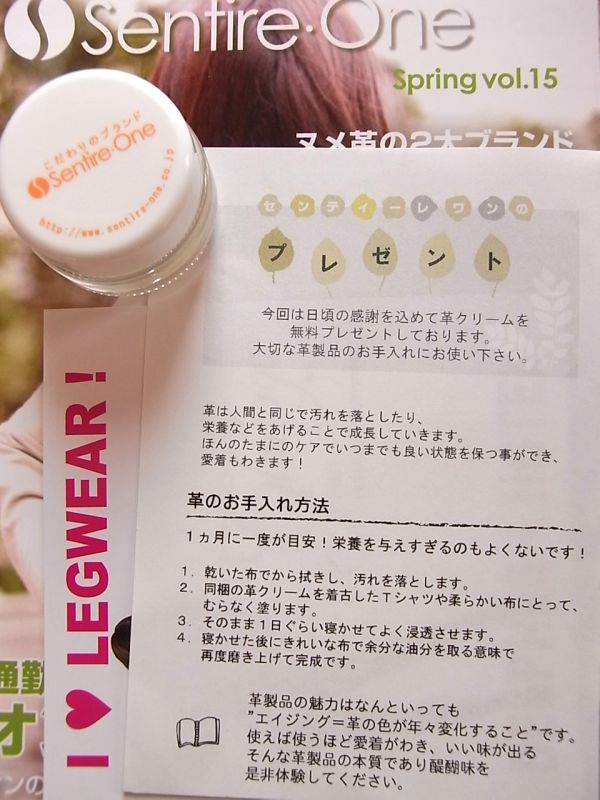 Sentire・One
Spring vol.15
ヌメ革の2大ブランド
こだわりのブランド
Sentire・One
http://www.sentire-one.co.jp
センティーレワンの
プレゼント
今回は日頃の感謝を込めて革クリームを
無料プレゼントしております。
大切な革製品のお手入れにお使い下さい。
革は人間と同じで汚れを落としたり、
栄養などをあげることで成長していきます。
ほんのたまにのケアでいつまでも良い状態を保つ事ができ、
愛着もわきます！
革のお手入れ方法
1ヵ月に一度が目安！栄養を与えすぎるのもよくないです！
1. 乾いた布でから拭きし、汚れを落とします。
2. 同梱の革クリームを着古したTシャツや柔らかい布にとって、
むらなく塗ります。
3. そのまま1日ぐらい寝かせてよく浸透させます。
4. 寝かせた後にきれいな布で余分な油分を取る意味で
再度磨き上げて完成です。
革製品の魅力はなんといっても
”エイジング＝革の色が年々変化すること”です。
使えば使うほど愛着がわき、いい味が出る
そんな革製品の本質であり醍醐味を
是非体験してください。
I ♥ LEGWEAR!
通勤
オ
ンの